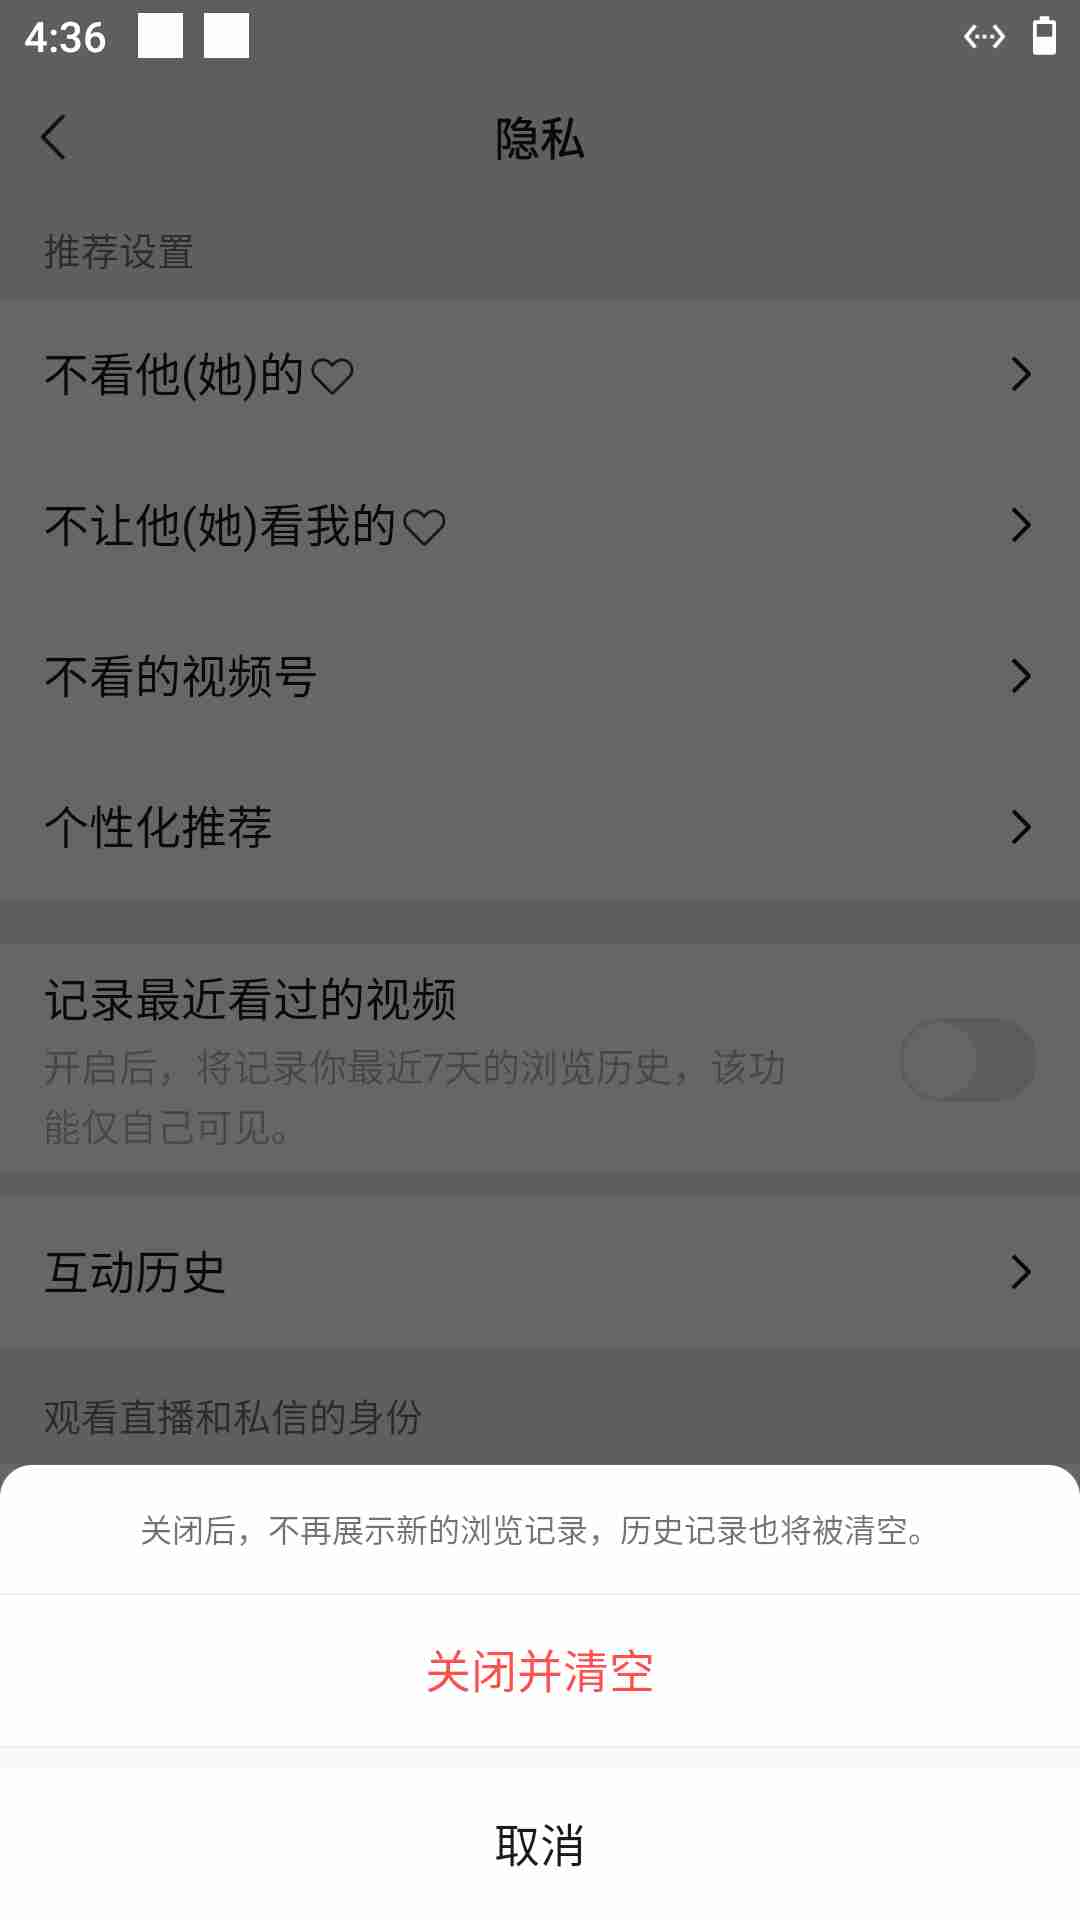 4:36
隐私
推荐设置
不看他(她)的♡
不让他(她)看我的♡
不看的视频号
个性化推荐
记录最近看过的视频
开启后，将记录你最近7天的浏览历史，该功
能仅自己可见。
互动历史
观看直播和私信的身份
关闭后，不再展示新的浏览记录，历史记录也将被清空。
关闭并清空
取消